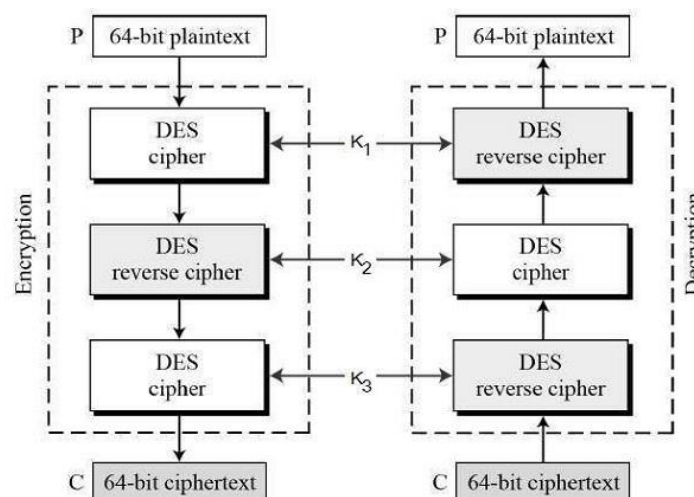 P 64-bit plaintext P 64-bit plaintext
DES
cipher
K1
DES
reverse cipher
Encryption
DES
reverse cipher
K2
DES
cipher
Decryption
DES
cipher
K3
DES
reverse cipher
C 64-bit ciphertext C 64-bit ciphertext